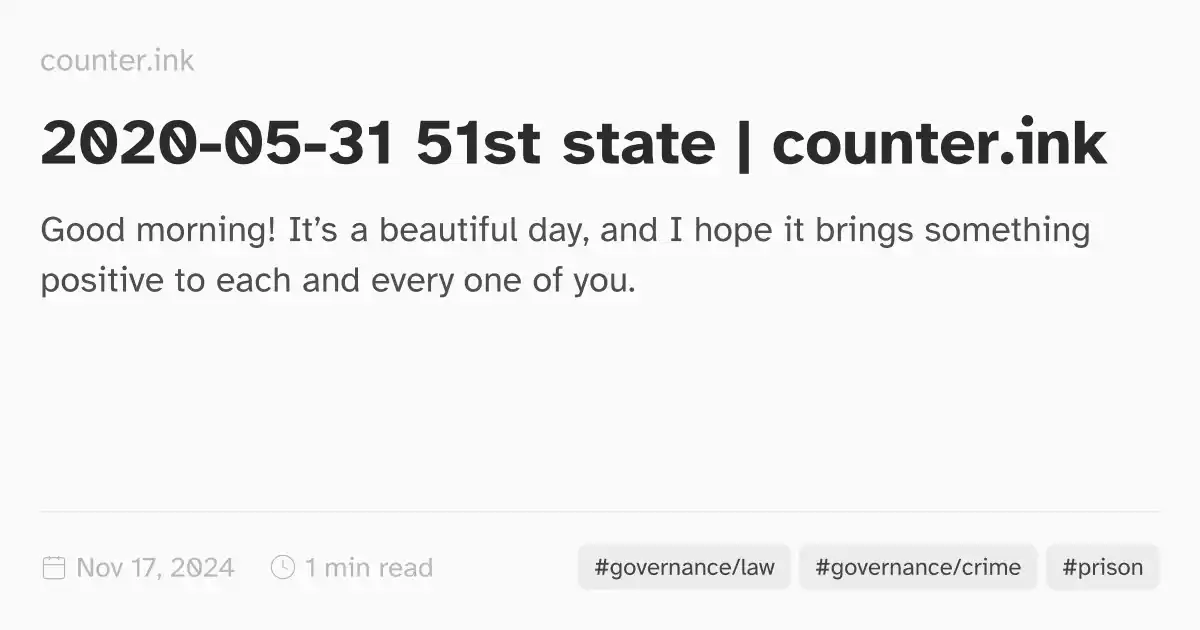 counter.ink
2020-05-31 51st state | counter.ink
Good morning! It’s a beautiful day, and I hope it brings something
positive to each and every one of you.
Nov 17, 2024 1 min read #governance/law #governance/crime #prison